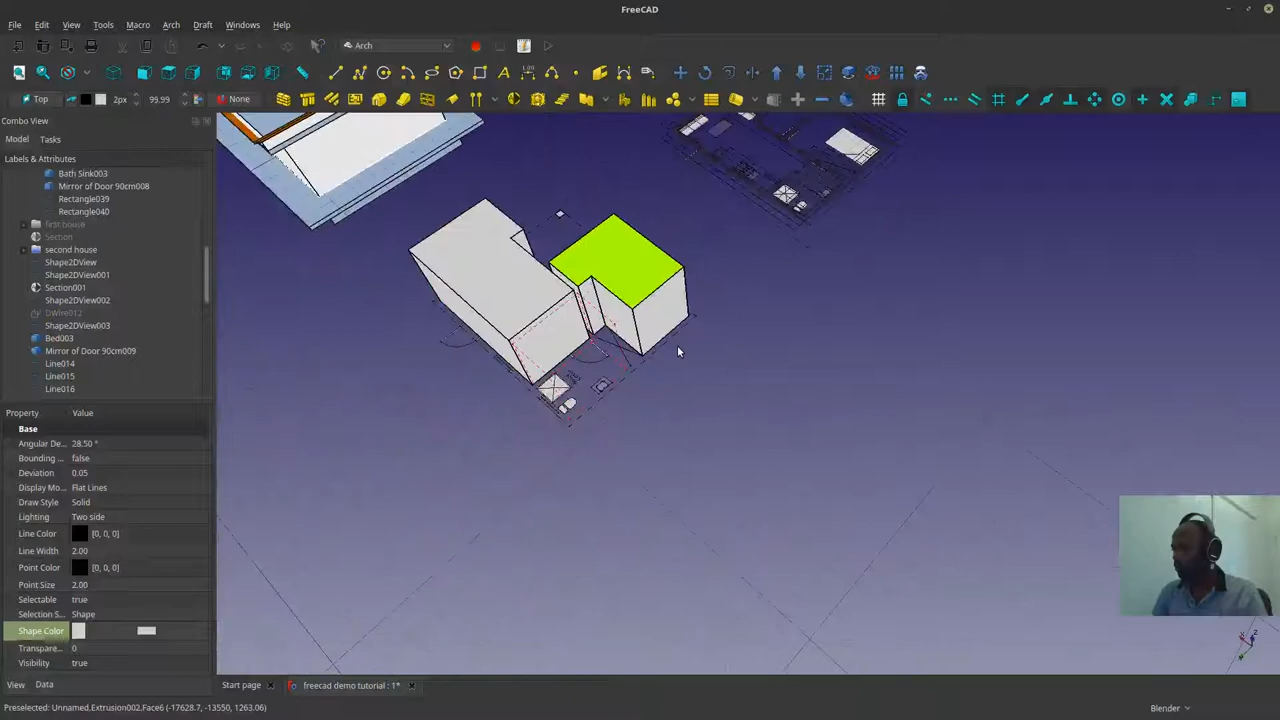 FreeCAD
File Edit View Tools Macro Arch Draft Windows Help
Arch
Top 2px 99.99 None
Combo View
Model Tasks
Labels & Attributes
Bath Sink003
Mirror of Door 90cm008
Rectangle039
Rectangle040
first house
Section
second house
Shape2DView
Shape2DView001
Section001
Shape2DView002
DWire012
Shape2DView003
Bed003
Mirror of Door 90cm009
Line014
Line015
Line016
Property Value
Base
Angular De... 28.50 °
Bounding ... false
Deviation 0.05
Display Mo... Flat Lines
Draw Style Solid
Lighting Two side
Line Color [0, 0, 0]
Line Width 2.00
Point Color [0, 0, 0]
Point Size 2.00
Selectable true
Selection S... Shape
Shape Color
Transpare... 0
Visibility true
View Data
Start page freecad demo tutorial : 1*
Preselected: Unnamed.Extrusion002.Face6 (-17628.7, -13550, 1263.06)
Blender